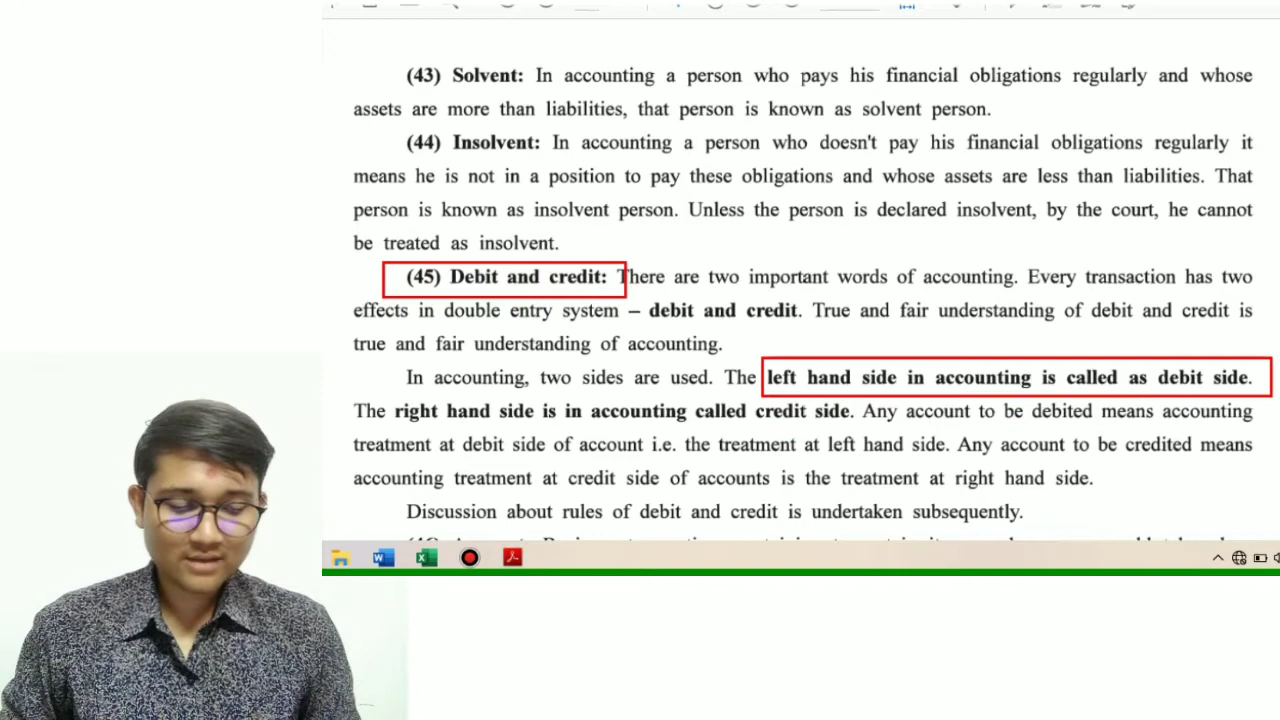 (43) Solvent: In accounting a person who pays his financial obligations regularly and whose
assets are more than liabilities, that person is known as solvent person.
(44) Insolvent: In accounting a person who doesn't pay his financial obligations regularly it
means he is not in a position to pay these obligations and whose assets are less than liabilities. That
person is known as insolvent person. Unless the person is declared insolvent, by the court, he cannot
be treated as insolvent.
(45) Debit and credit: There are two important words of accounting. Every transaction has two
effects in double entry system – debit and credit. True and fair understanding of debit and credit is
true and fair understanding of accounting.
In accounting, two sides are used. The left hand side in accounting is called as debit side.
The right hand side is in accounting called credit side. Any account to be debited means accounting
treatment at debit side of account i.e. the treatment at left hand side. Any account to be credited means
accounting treatment at credit side of accounts is the treatment at right hand side.
Discussion about rules of debit and credit is undertaken subsequently.